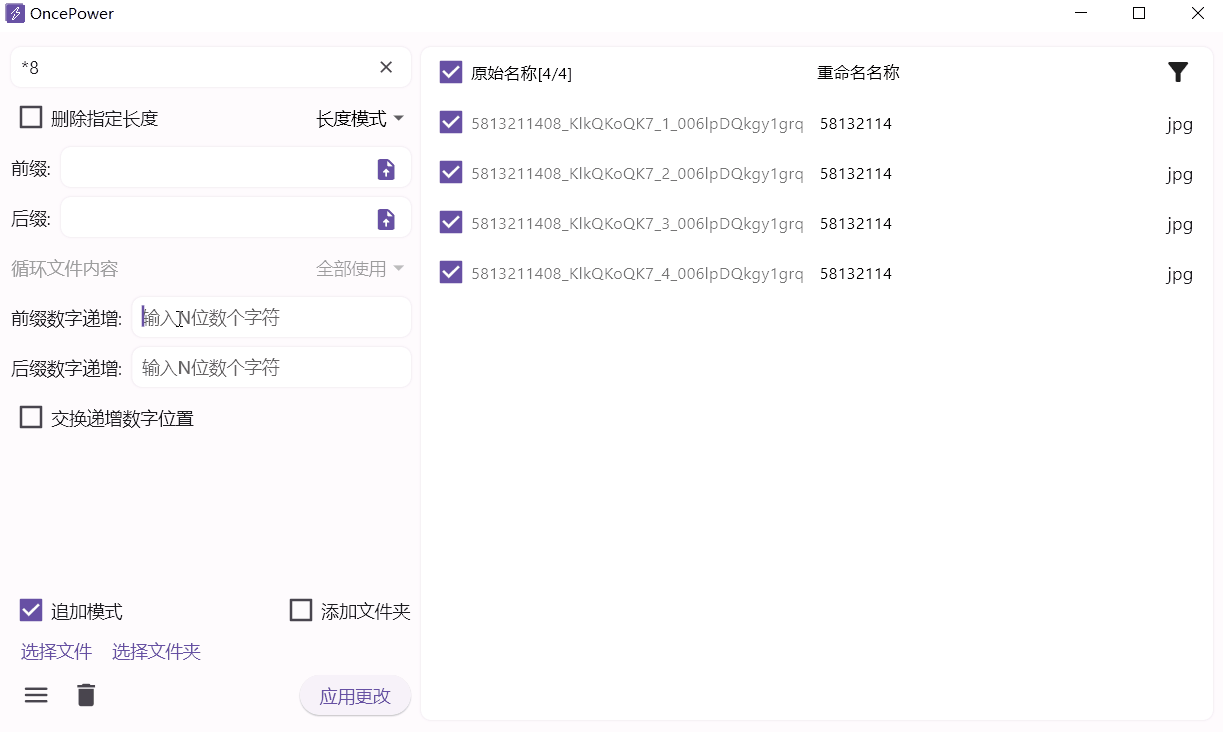 OncePower
*8
删除指定长度 长度模式
前缀:
后缀:
循环文件内容 全部使用
前缀数字递增: 输入N位数个字符
后缀数字递增: 输入N位数个字符
交换递增数字位置
追加模式 添加文件夹
选择文件 选择文件夹
应用更改
原始名称[4/4] 重命名名称
5813211408_KlkQKoQK7_1_006lpDQkgy1grq 58132114 jpg
5813211408_KlkQKoQK7_2_006lpDQkgy1grq 58132114 jpg
5813211408_KlkQKoQK7_3_006lpDQkgy1grq 58132114 jpg
5813211408_KlkQKoQK7_4_006lpDQkgy1grq 58132114 jpg